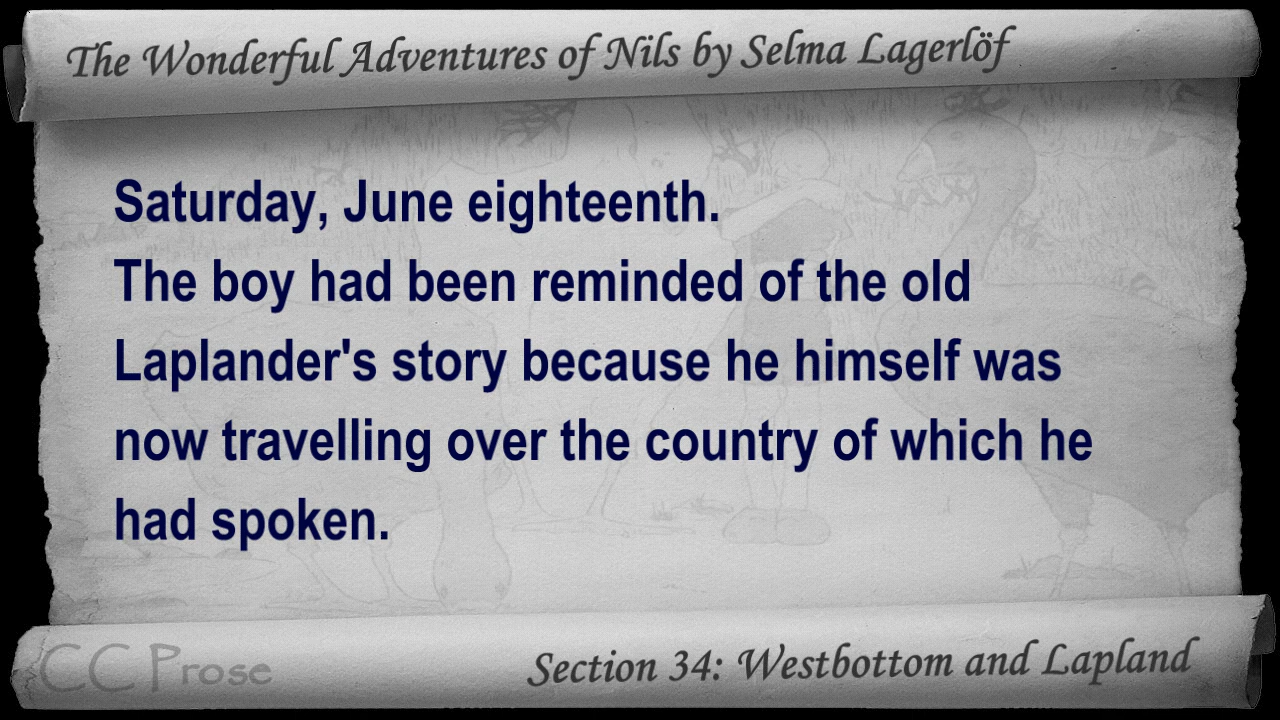 The Wonderful Adventures of Nils by Selma Lagerlöf
Saturday, June eighteenth.
The boy had been reminded of the old
Laplander's story because he himself was
now travelling over the country of which he
had spoken.
CC Prose
Section 34: Westbottom and Lapland